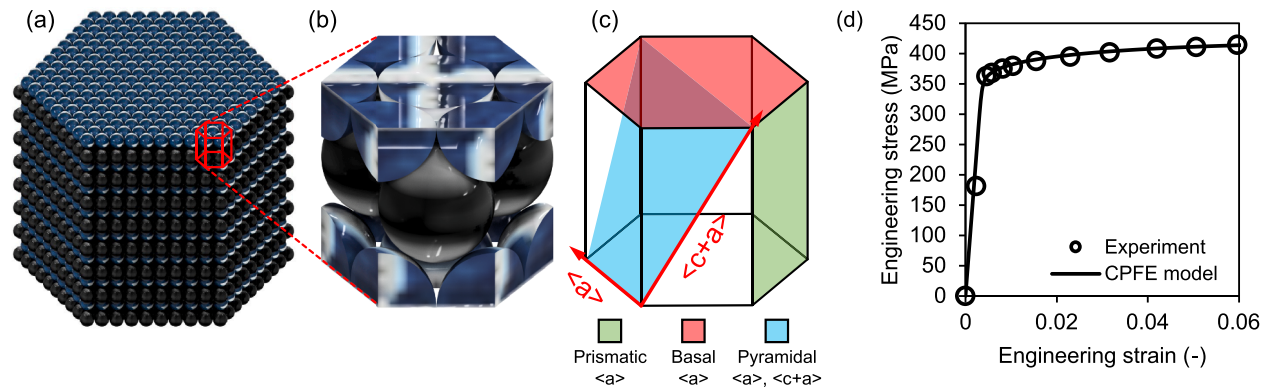 (a)
(b)
(c)
<a>
<c+a>
Prismatic
<a>
Basal
<a>
Pyramidal
<a>, <c+a>
(d)
Engineering stress (MPa)
450
400
350
300
250
200
150
100
50
0
Experiment
CPFE model
0
0.02
0.04
0.06
Engineering strain (-)